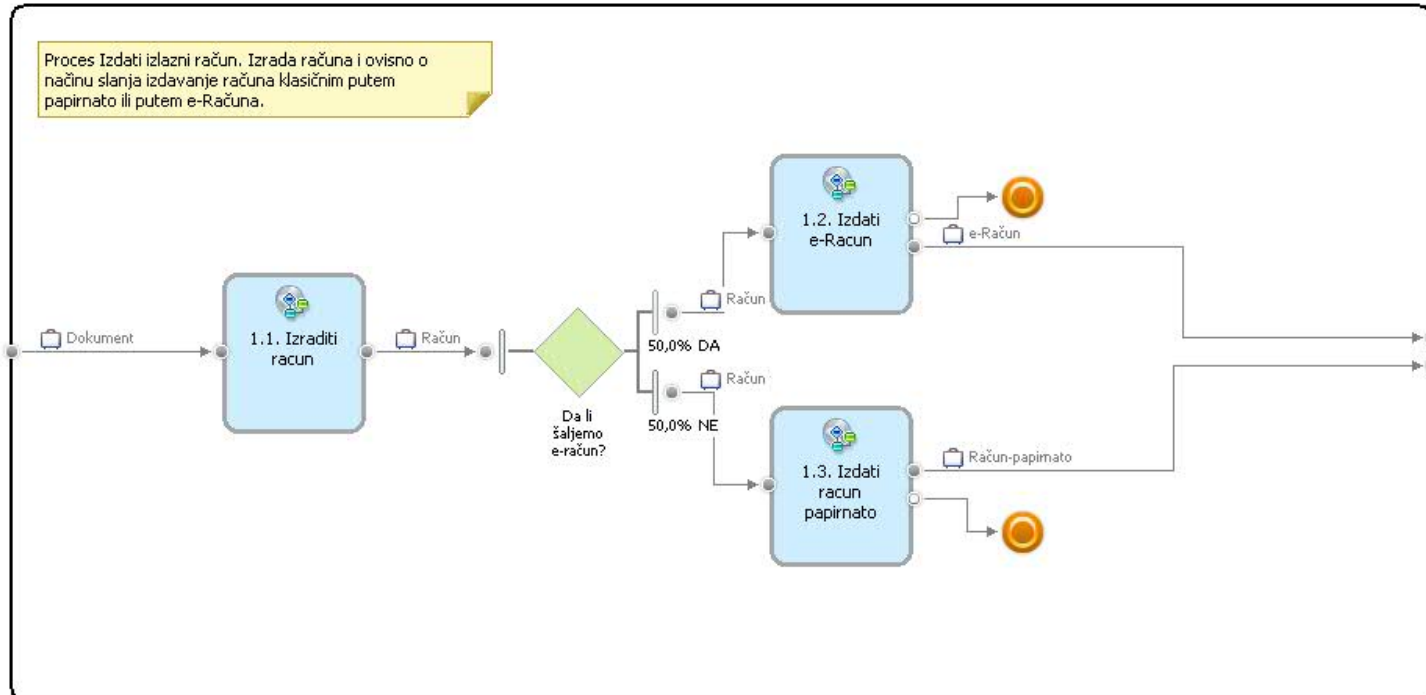 Proces Izdati izlazni račun. Izrada računa i ovisno o
načinu slanja izdavanje računa klasičnim putem
papirnato ili putem e-Računa.
1.2. Izdati
e-Racun
e-Račun
Račun
50,0% DA
Dokument
1.1. Izraditi
racun
Račun
Da li
šaljemo
e-račun?
Račun
50,0% NE
1.3. Izdati
racun
papirnato
Račun-papirnato